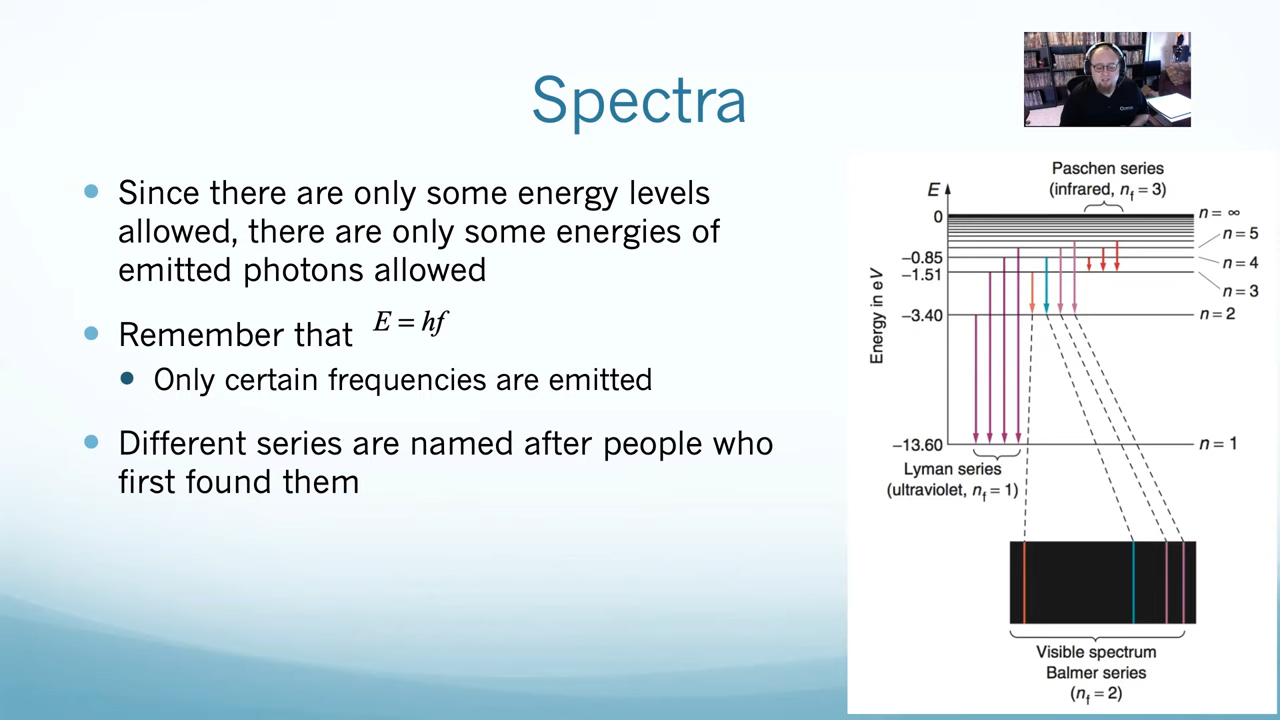 Spectra
Since there are only some energy levels
allowed, there are only some energies of
emitted photons allowed
Remember that E = hf
Only certain frequencies are emitted
Different series are named after people who
first found them
Paschen series
(infrared, nf = 3)
E
0
n = ∞
n = 5
−0.85
n = 4
−1.51
n = 3
−3.40
n = 2
Energy in eV
−13.60
n = 1
Lyman series
(ultraviolet, nf = 1)
Visible spectrum
Balmer series
(nf = 2)